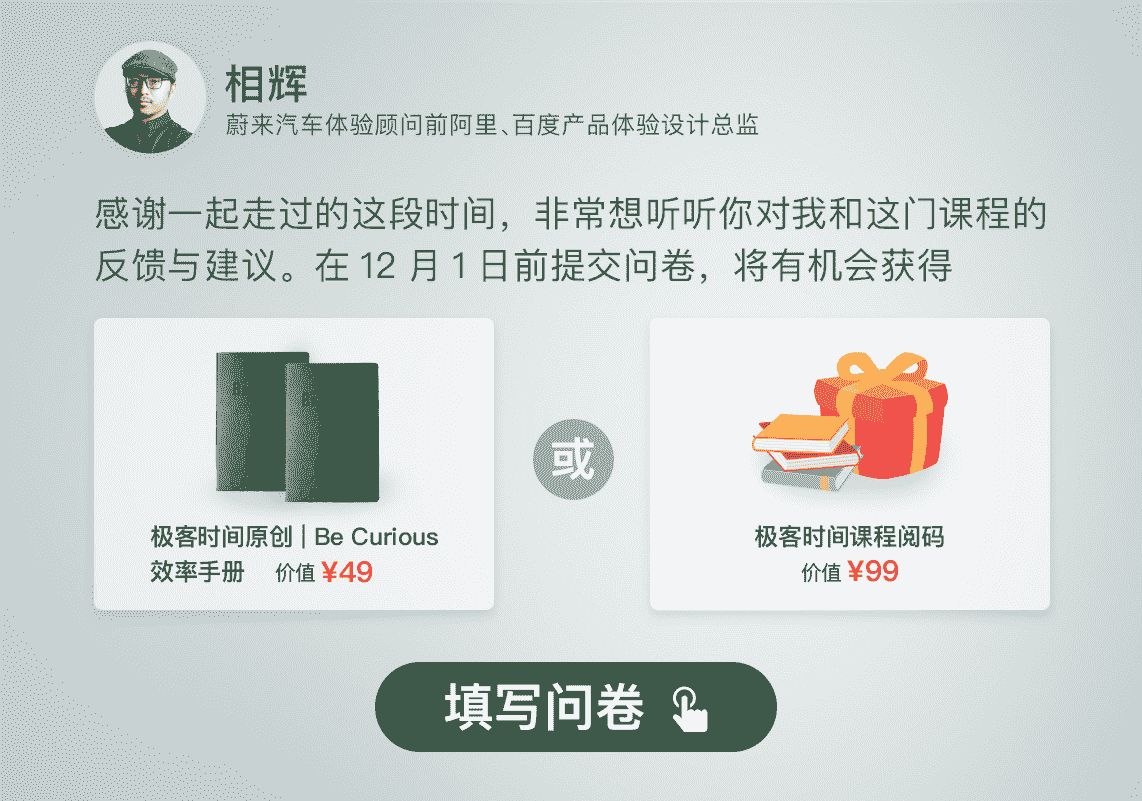 相辉
蔚来汽车体验顾问前阿里、百度产品体验设计总监
感谢一起走过的这段时间，非常想听听你对我和这门课程的
反馈与建议。在 12 月 1 日前提交问卷，将有机会获得
极客时间原创 | Be Curious
效率手册 价值 ¥49
或
极客时间课程阅码
价值 ¥99
填写问卷